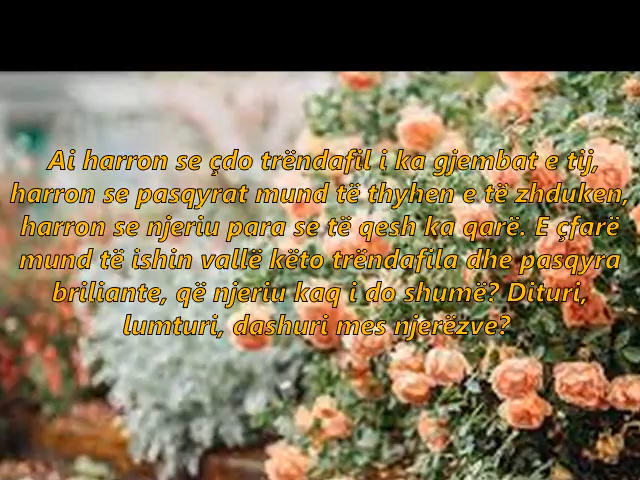 Ai harron se çdo trëndafil i ka gjembat e tij,
harron se pasqyrat mund të thyhen e të zhduken,
harron se njeriu para se të qesh ka qarë. E çfarë
mund të ishin vallë këto trëndafila dhe pasqyra
briliante, që njeriu kaq i do shumë? Dituri,
lumturi, dashuri mes njerëzve?